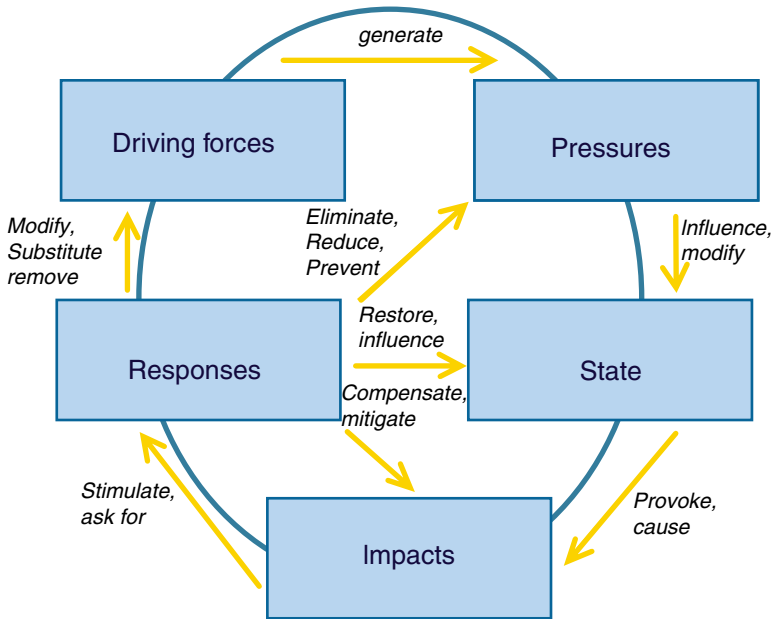 generate
Driving forces
Pressures
Modify,
Substitute
remove
Eliminate,
Reduce,
Prevent
Influence,
modify
Restore,
influence
Responses
State
Compensate,
mitigate
Stimulate,
ask for
Provoke,
cause
Impacts